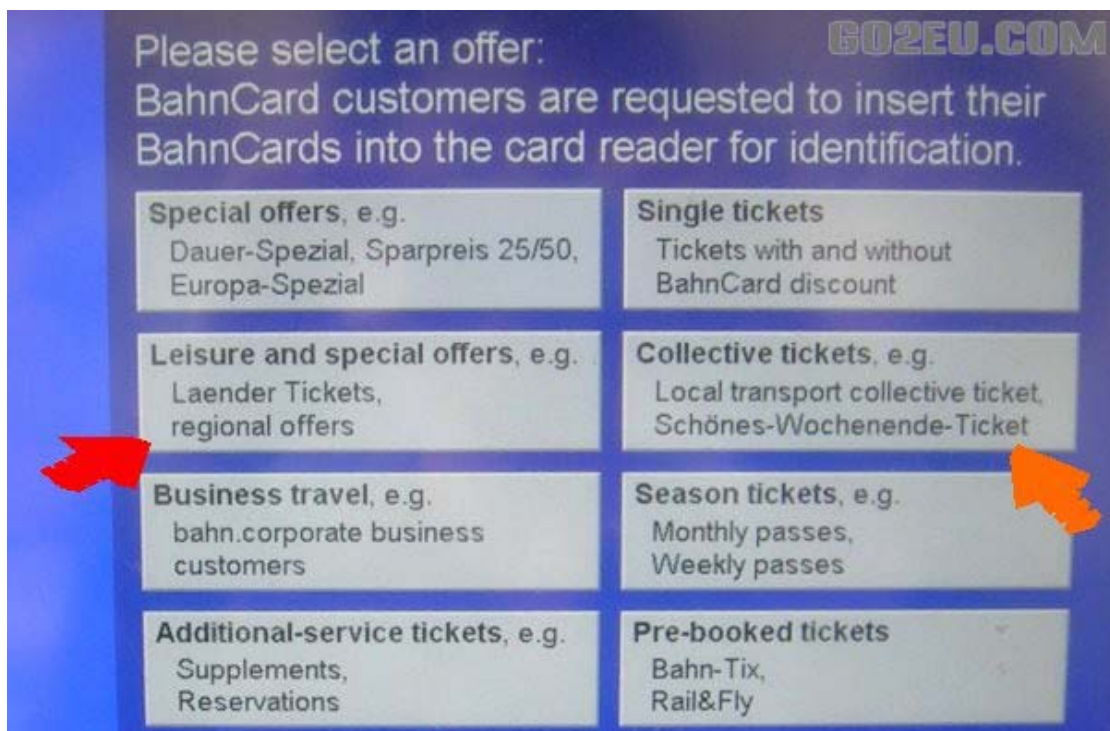 GO2EU.COM
Please select an offer:
BahnCard customers are requested to insert their
BahnCards into the card reader for identification.
Special offers, e.g.
Dauer-Spezial, Sparpreis 25/50,
Europa-Spezial
Single tickets
Tickets with and without
BahnCard discount
Leisure and special offers, e.g.
Laender Tickets,
regional offers
Collective tickets, e.g.
Local transport collective ticket,
Schönes-Wochenende-Ticket
Business travel, e.g.
bahn.corporate business
customers
Season tickets, e.g.
Monthly passes,
Weekly passes
Additional-service tickets, e.g.
Supplements,
Reservations
Pre-booked tickets
Bahn-Tix,
Rail&Fly